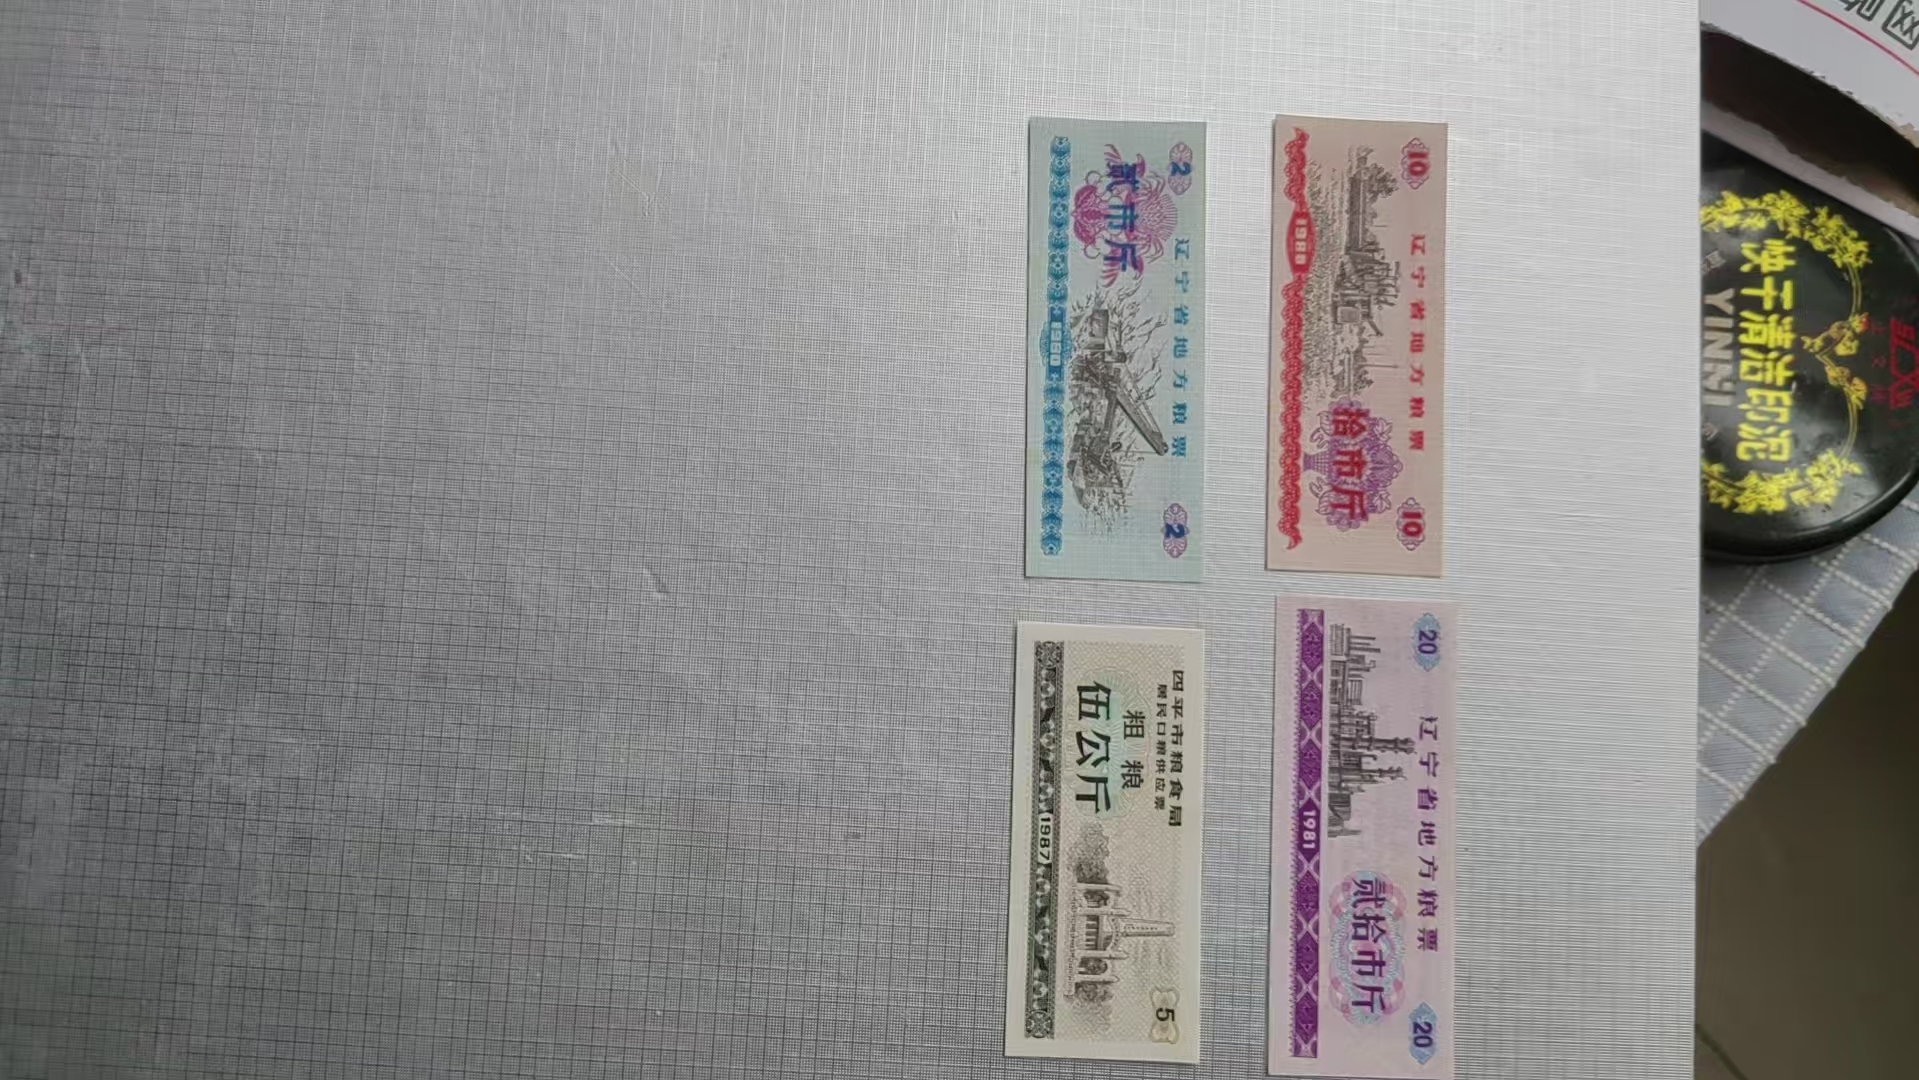 10
10
辽宁省地方粮票
拾市斤
1980
2
2
辽宁省地方粮票
贰市斤
1980
20
20
辽宁省地方粮票
贰拾市斤
1981
四平市粮食局
居民口粮供应票
粗粮
伍公斤
5
1987
快干清洁印泥
YINNI
网